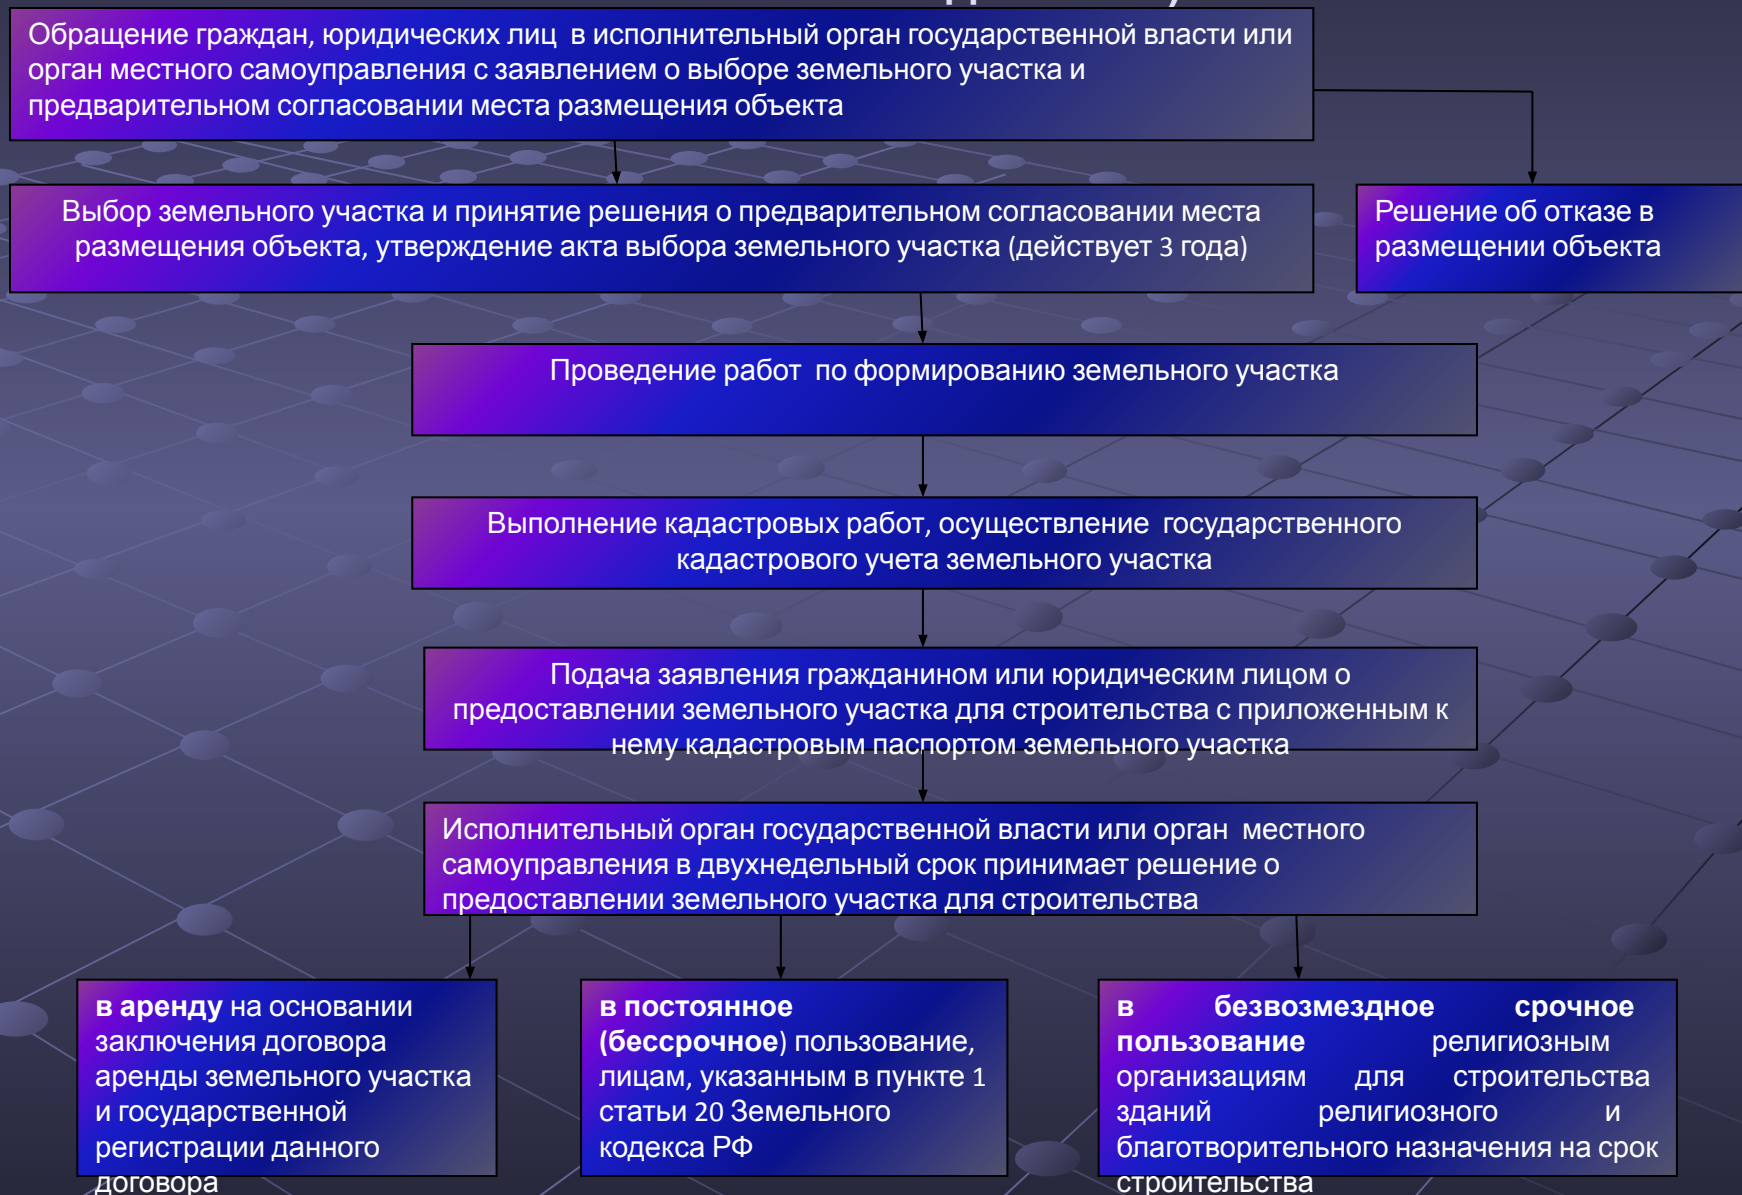 Обращение граждан, юридических лиц в исполнительный орган государственной власти или
орган местного самоуправления с заявлением о выборе земельного участка и
предварительном согласовании места размещения объекта
Выбор земельного участка и принятие решения о предварительном согласовании места
размещения объекта, утверждение акта выбора земельного участка (действует 3 года)
Решение об отказе в
размещении объекта
Проведение работ по формированию земельного участка
Выполнение кадастровых работ, осуществление государственного
кадастрового учета земельного участка
Подача заявления гражданином или юридическим лицом о
предоставлении земельного участка для строительства с приложенным к
нему кадастровым паспортом земельного участка
Исполнительный орган государственной власти или орган местного
самоуправления в двухнедельный срок принимает решение о
предоставлении земельного участка для строительства
в аренду на основании
заключения договора
аренды земельного участка
и государственной
регистрации данного
договора
в постоянное
(бессрочное) пользование,
лицам, указанным в пункте 1
статьи 20 Земельного
кодекса РФ
в безвозмездное срочное
пользование религиозным
организациям для строительства
зданий религиозного и
благотворительного назначения на срок
строительства